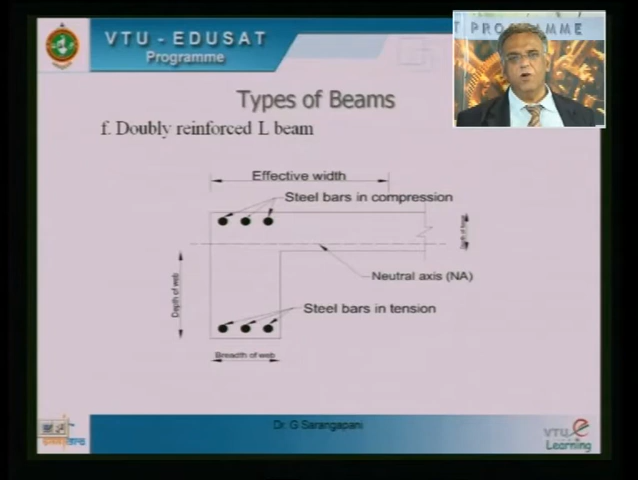 VTU - EDUSAT
Programme
T PROGRAMME
Types of Beams
f. Doubly reinforced L beam
Effective width
Steel bars in compression
Neutral axis (NA)
Depth of web
Steel bars in tension
Breadth of web
Dr. G Sarangapani
VTU e
Learning